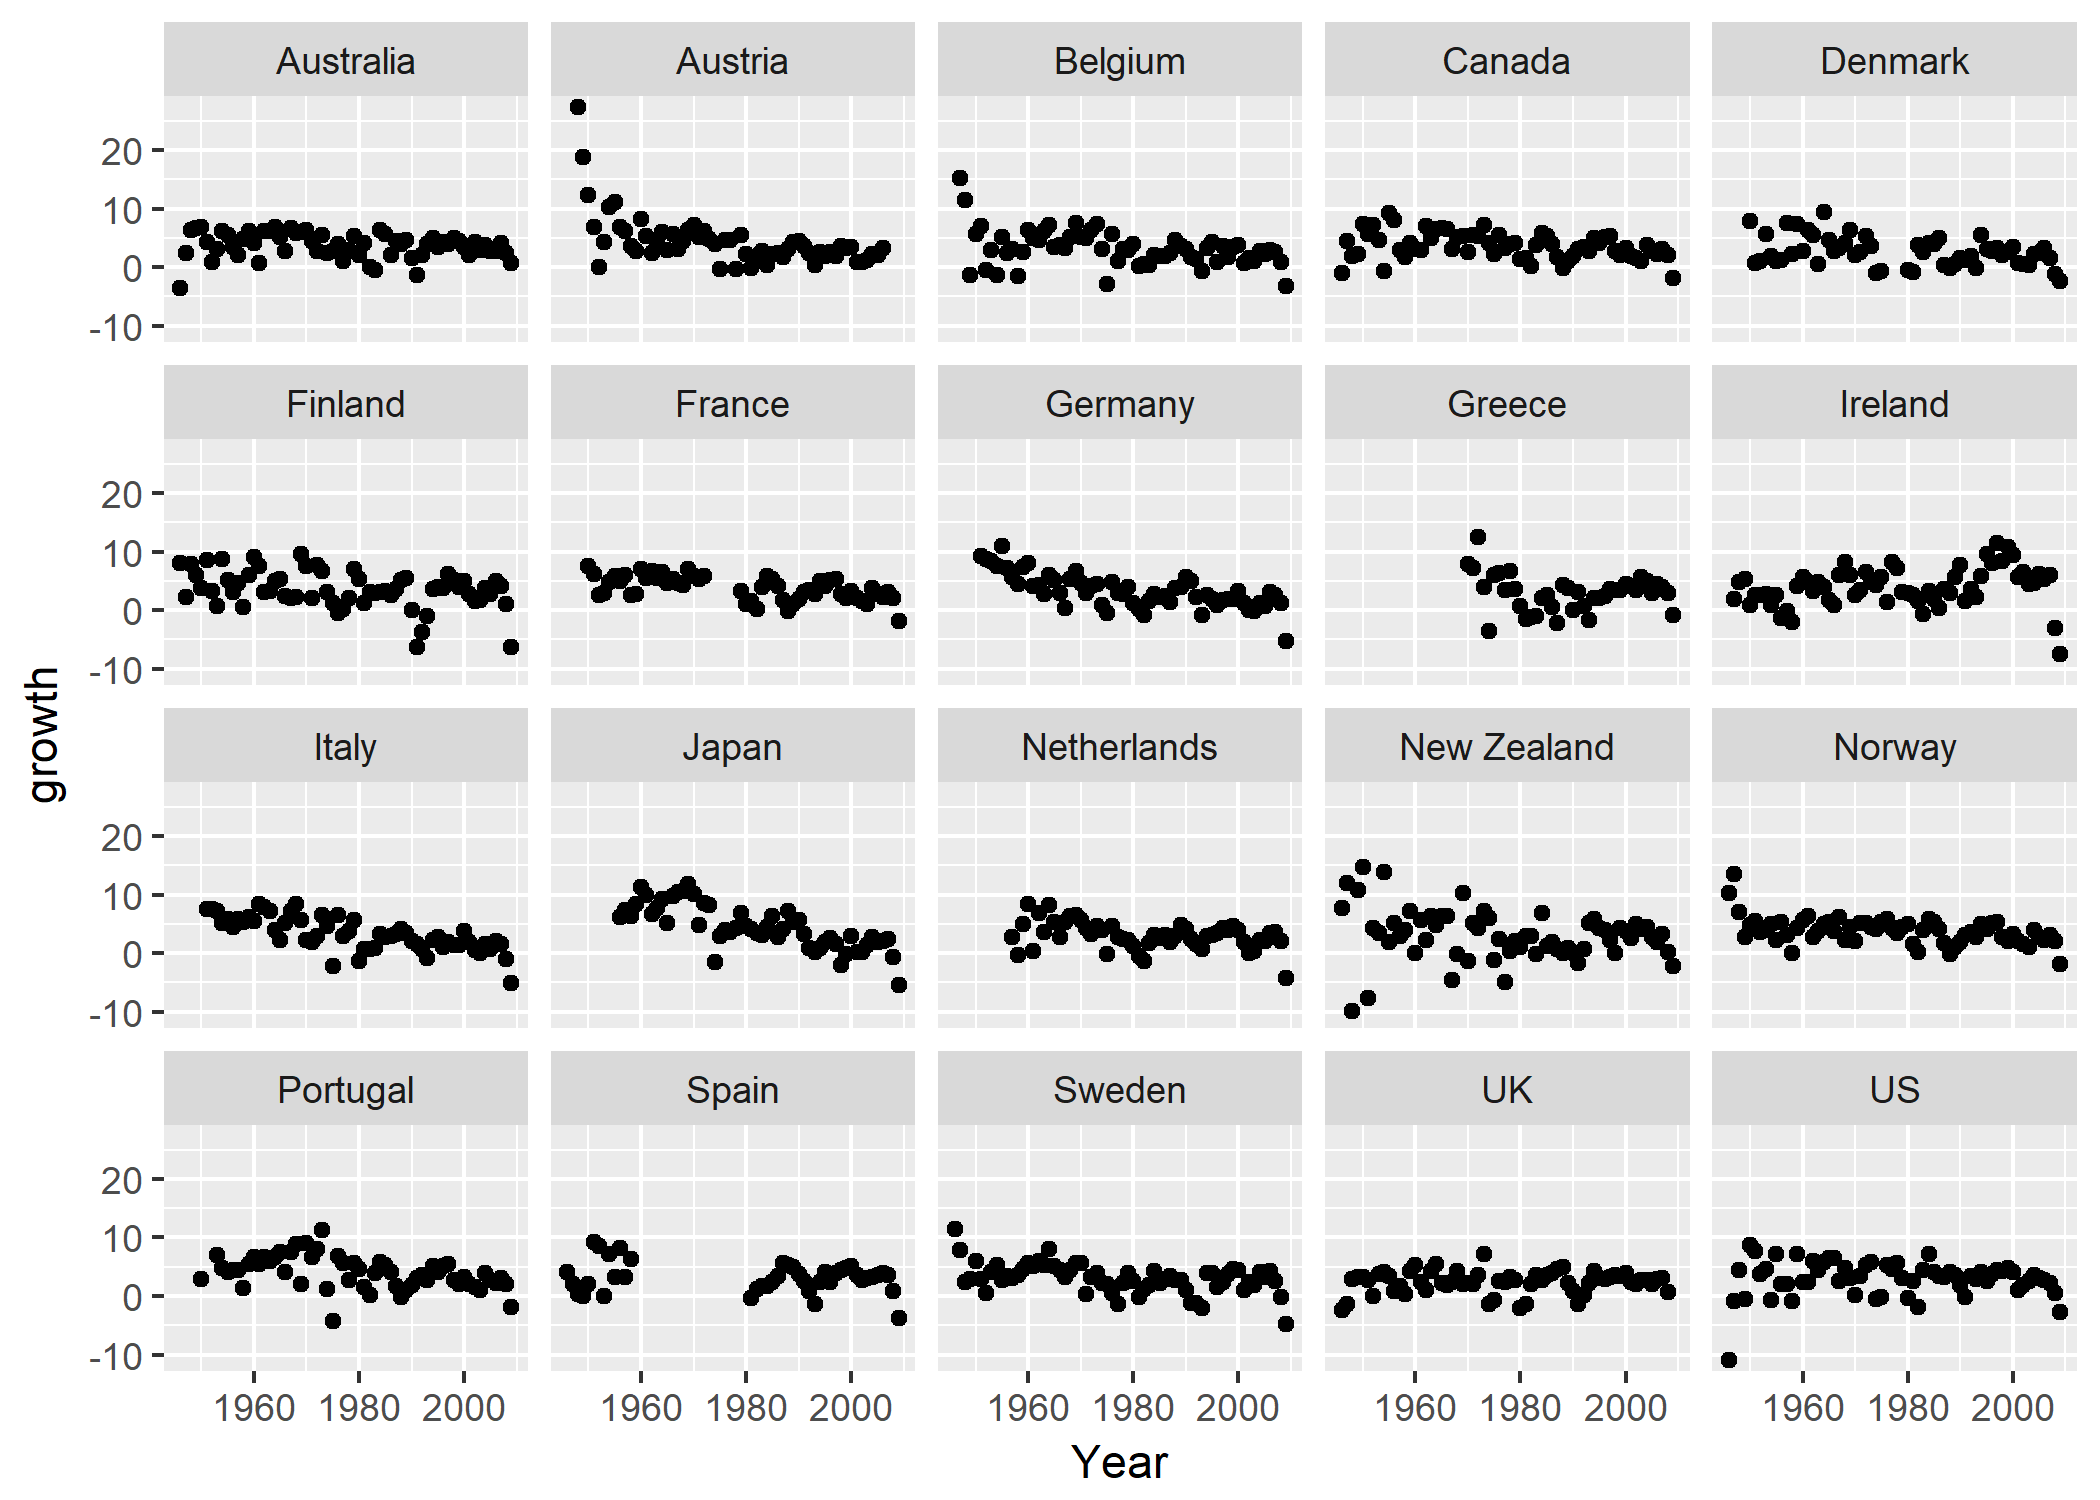 Australia Austria Belgium Canada Denmark
20
10
0
-10
Finland France Germany Greece Ireland
20
10
0
-10
growth
Italy Japan Netherlands New Zealand Norway
20
10
0
-10
Portugal Spain Sweden UK US
20
10
0
-10
1960 1980 2000 1960 1980 2000 1960 1980 2000 1960 1980 2000 1960 1980 2000
Year